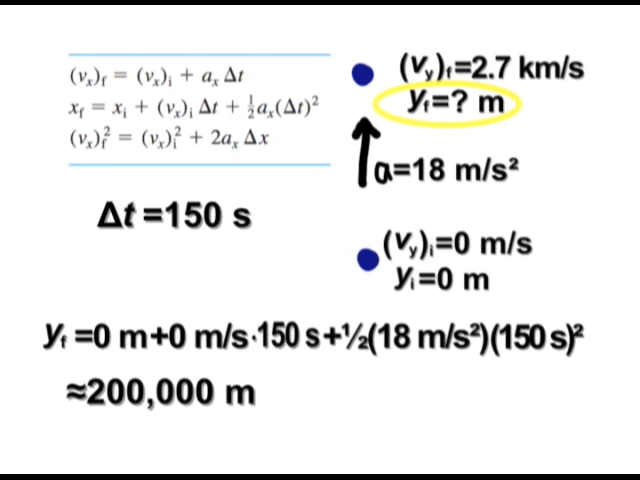 (vₓ)f = (vₓ)i + aₓ Δt
xf = xi + (vₓ)i Δt + ½aₓ(Δt)²
(vₓ)f² = (vₓ)i² + 2aₓ Δx
Δt =150 s
(vy)f=2.7 km/s
yf=? m
a=18 m/s²
(vy)i=0 m/s
yi=0 m
yf =0 m+0 m/s·150 s+½(18 m/s²)(150 s)²
≈200,000 m